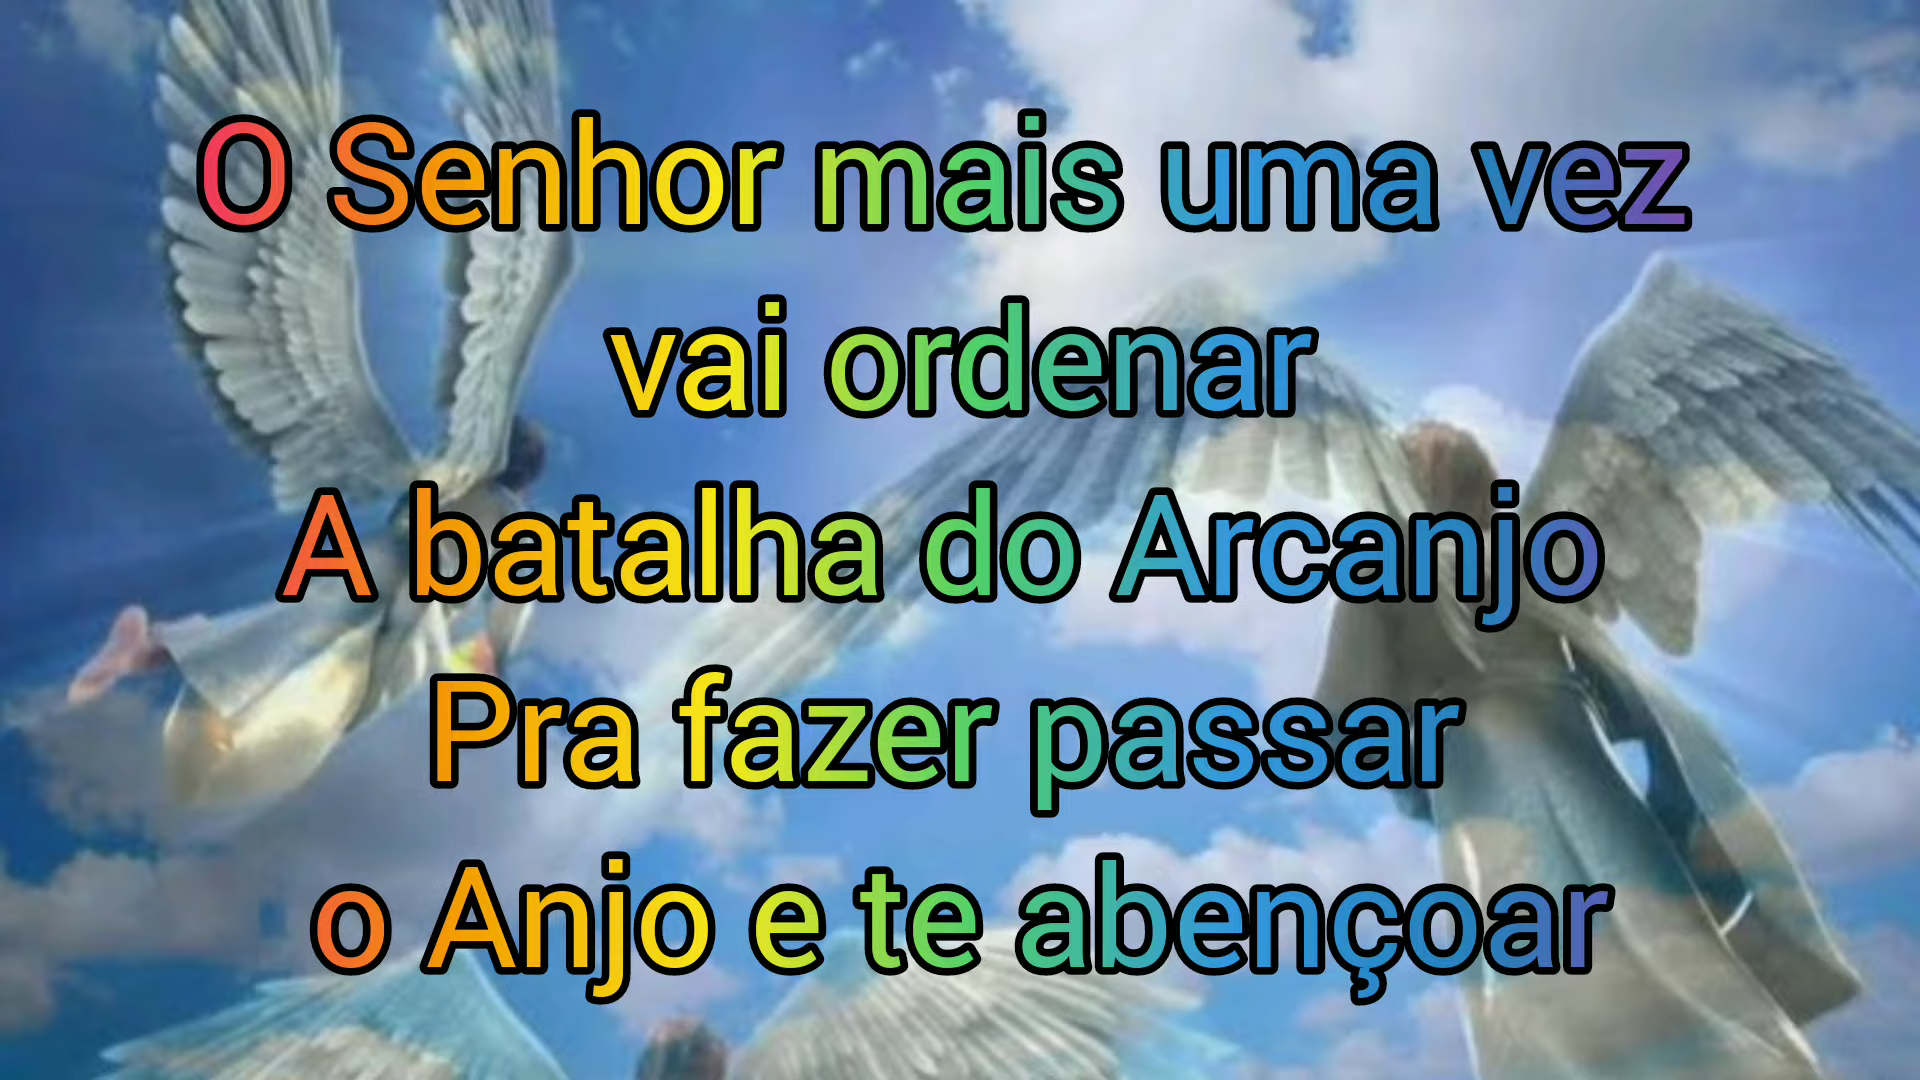 O Senhor mais uma vez
vai ordenar
A batalha do Arcanjo
Pra fazer passar
o Anjo e te abençoar